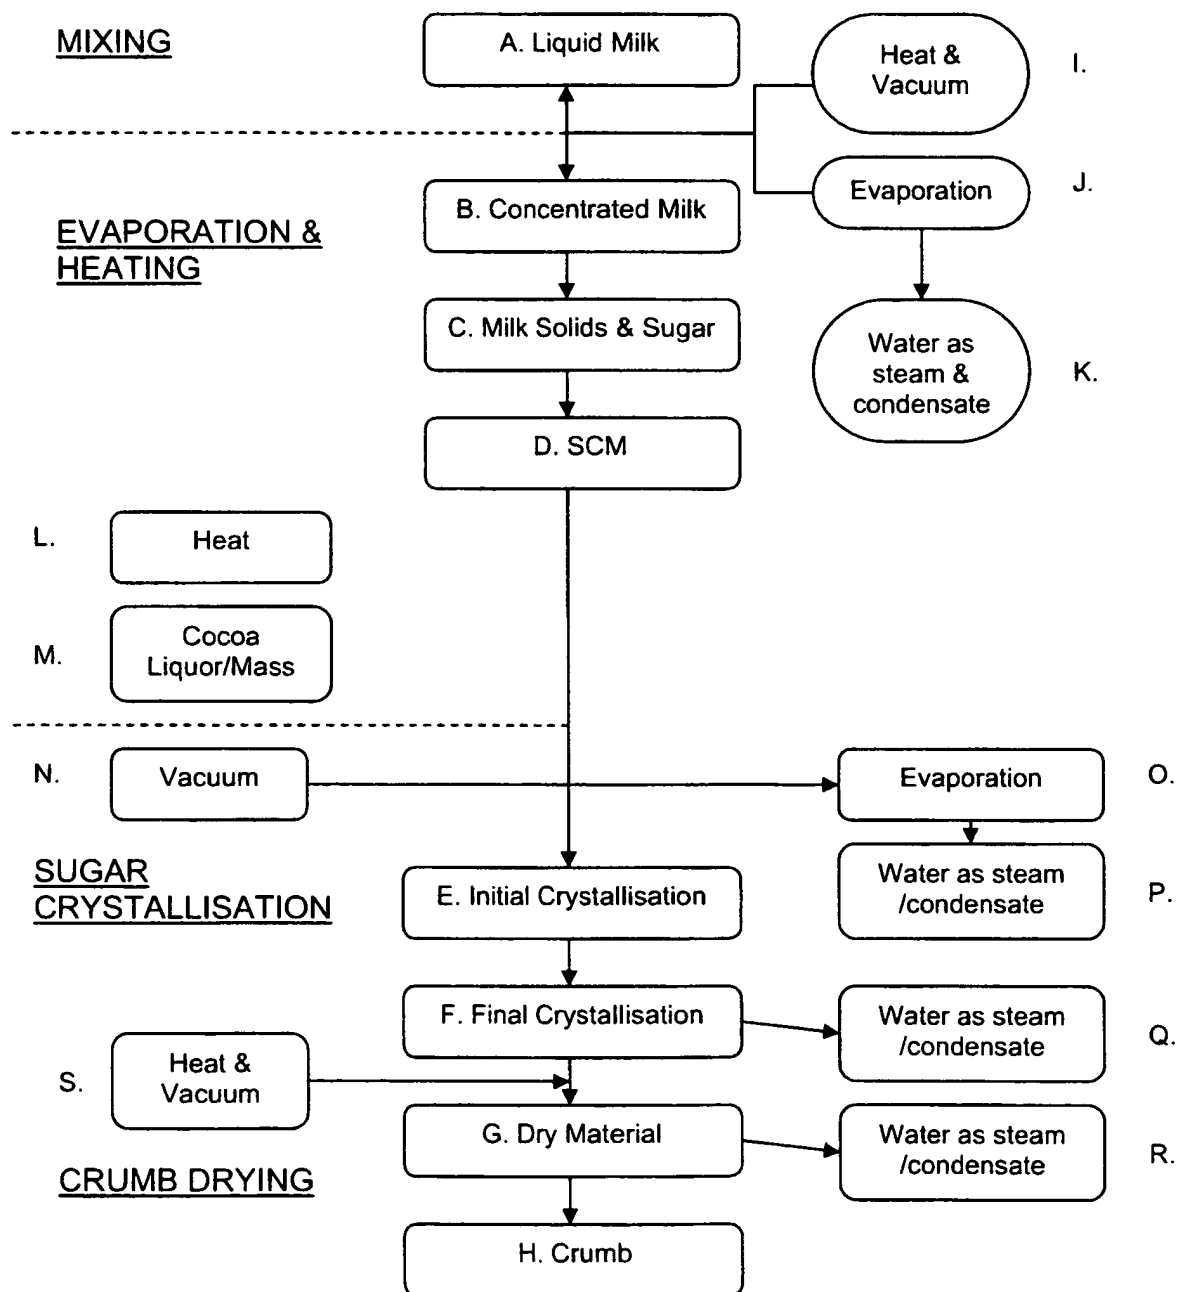 MIXING
A. Liquid Milk
Heat &
Vacuum
I.
Evaporation
J.
B. Concentrated Milk
EVAPORATION &
HEATING
C. Milk Solids & Sugar
Water as
steam &
condensate
K.
D. SCM
L.
Heat
M.
Cocoa
Liquor/Mass
N.
Vacuum
Evaporation
O.
SUGAR
CRYSTALLISATION
E. Initial Crystallisation
Water as steam
/condensate
P.
F. Final Crystallisation
Water as steam
/condensate
Q.
S.
Heat &
Vacuum
G. Dry Material
Water as steam
/condensate
R.
CRUMB DRYING
H. Crumb